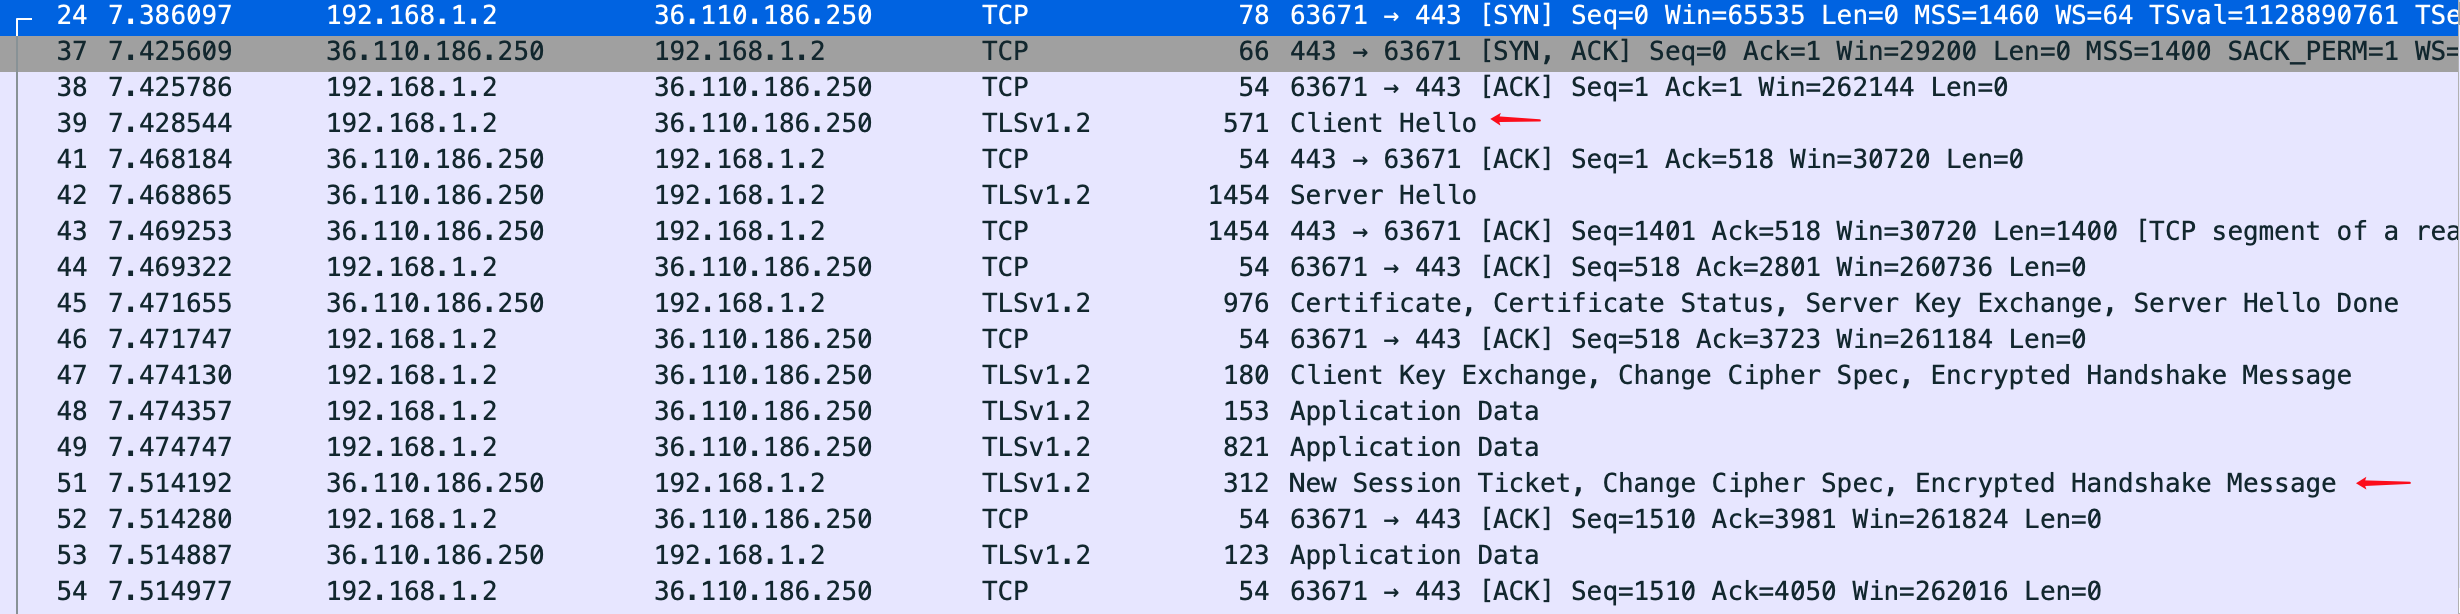 24 7.386097 192.168.1.2 36.110.186.250 TCP 78 63671 → 443 [SYN] Seq=0 Win=65535 Len=0 MSS=1460 WS=64 TSval=1128890761 TSe
37 7.425609 36.110.186.250 192.168.1.2 TCP 66 443 → 63671 [SYN, ACK] Seq=0 Ack=1 Win=29200 Len=0 MSS=1400 SACK_PERM=1 WS=
38 7.425786 192.168.1.2 36.110.186.250 TCP 54 63671 → 443 [ACK] Seq=1 Ack=1 Win=262144 Len=0
39 7.428544 192.168.1.2 36.110.186.250 TLSv1.2 571 Client Hello
41 7.468184 36.110.186.250 192.168.1.2 TCP 54 443 → 63671 [ACK] Seq=1 Ack=518 Win=30720 Len=0
42 7.468865 36.110.186.250 192.168.1.2 TLSv1.2 1454 Server Hello
43 7.469253 36.110.186.250 192.168.1.2 TCP 1454 443 → 63671 [ACK] Seq=1401 Ack=518 Win=30720 Len=1400 [TCP segment of a rea
44 7.469322 192.168.1.2 36.110.186.250 TCP 54 63671 → 443 [ACK] Seq=518 Ack=2801 Win=260736 Len=0
45 7.471655 36.110.186.250 192.168.1.2 TLSv1.2 976 Certificate, Certificate Status, Server Key Exchange, Server Hello Done
46 7.471747 192.168.1.2 36.110.186.250 TCP 54 63671 → 443 [ACK] Seq=518 Ack=3723 Win=261184 Len=0
47 7.474130 192.168.1.2 36.110.186.250 TLSv1.2 180 Client Key Exchange, Change Cipher Spec, Encrypted Handshake Message
48 7.474357 192.168.1.2 36.110.186.250 TLSv1.2 153 Application Data
49 7.474747 192.168.1.2 36.110.186.250 TLSv1.2 821 Application Data
51 7.514192 36.110.186.250 192.168.1.2 TLSv1.2 312 New Session Ticket, Change Cipher Spec, Encrypted Handshake Message
52 7.514280 192.168.1.2 36.110.186.250 TCP 54 63671 → 443 [ACK] Seq=1510 Ack=3981 Win=261824 Len=0
53 7.514887 36.110.186.250 192.168.1.2 TLSv1.2 123 Application Data
54 7.514977 192.168.1.2 36.110.186.250 TCP 54 63671 → 443 [ACK] Seq=1510 Ack=4050 Win=262016 Len=0